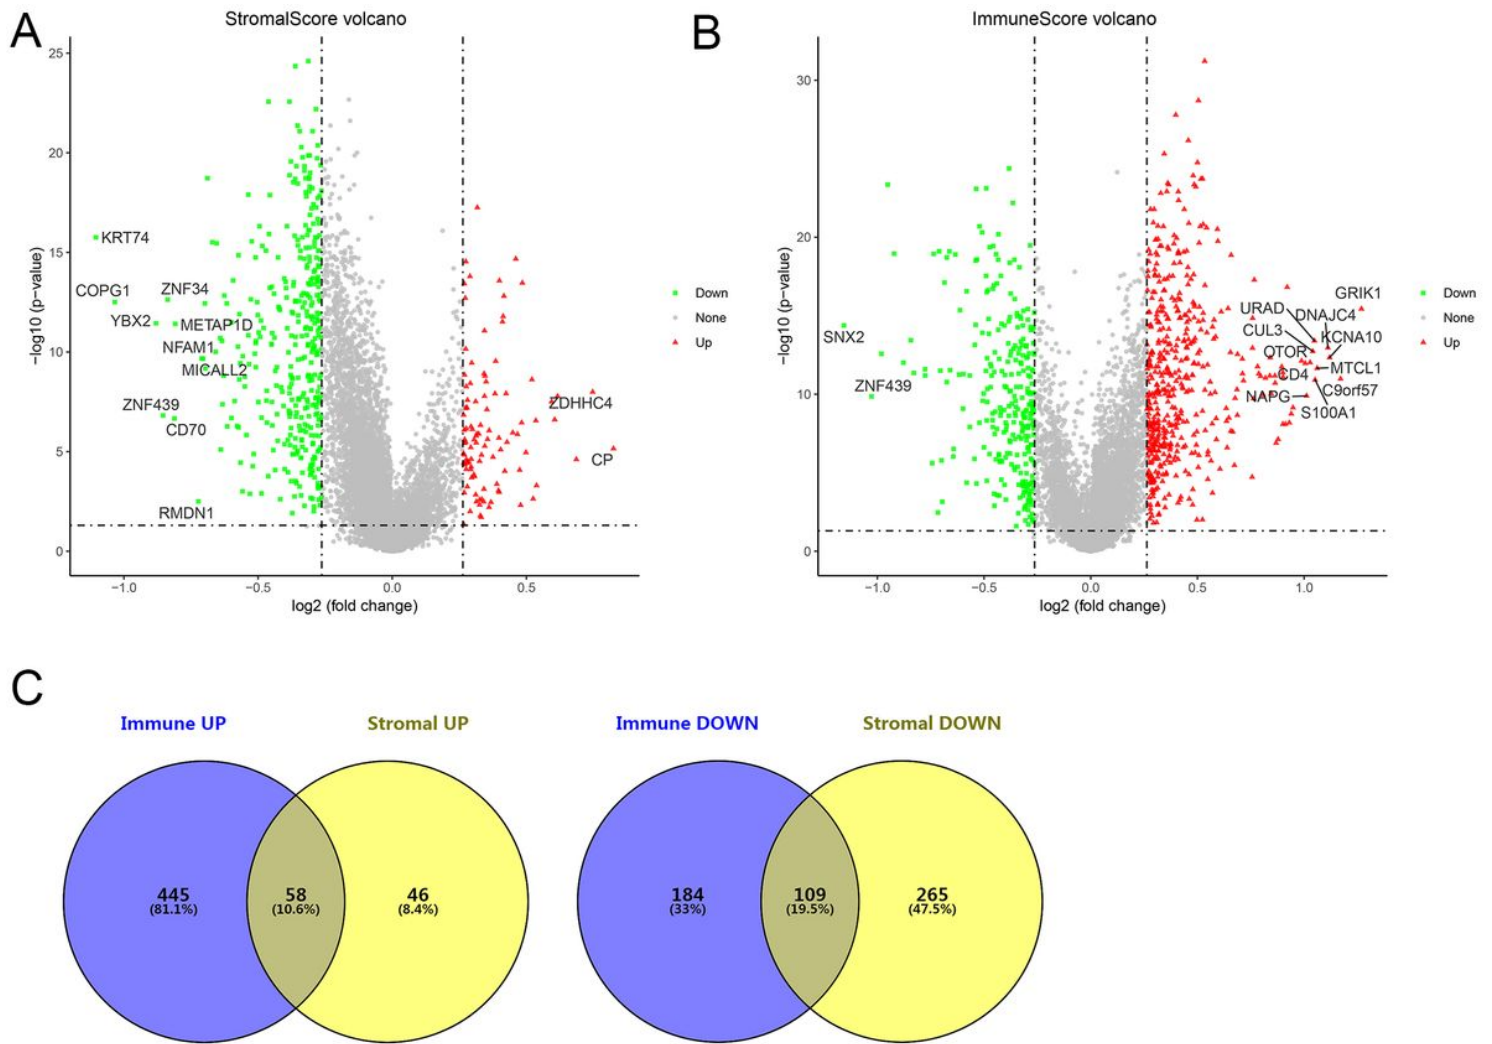 A
StromalScore volcano
25
20
15
10
5
0
−log10 (p−value)
KRT74
COPG1
ZNF34
YBX2
METAP1D
NFAM1
MICALL2
ZNF439
CD70
RMDN1
ZDHHC4
CP
−1.0
−0.5
0.0
0.5
log2 (fold change)
Down
None
Up
B
ImmuneScore volcano
30
20
10
0
−log10 (p−value)
SNX2
ZNF439
GRIK1
URAD
DNAJC4
CUL3
KCNA10
OTOR
MTCL1
CD4
C9orf57
NAPG
S100A1
−1.0
−0.5
0.0
0.5
1.0
log2 (fold change)
Down
None
Up
C
Immune UP
Stromal UP
445
(81.1%)
58
(10.6%)
46
(8.4%)
Immune DOWN
Stromal DOWN
184
(33%)
109
(19.5%)
265
(47.5%)